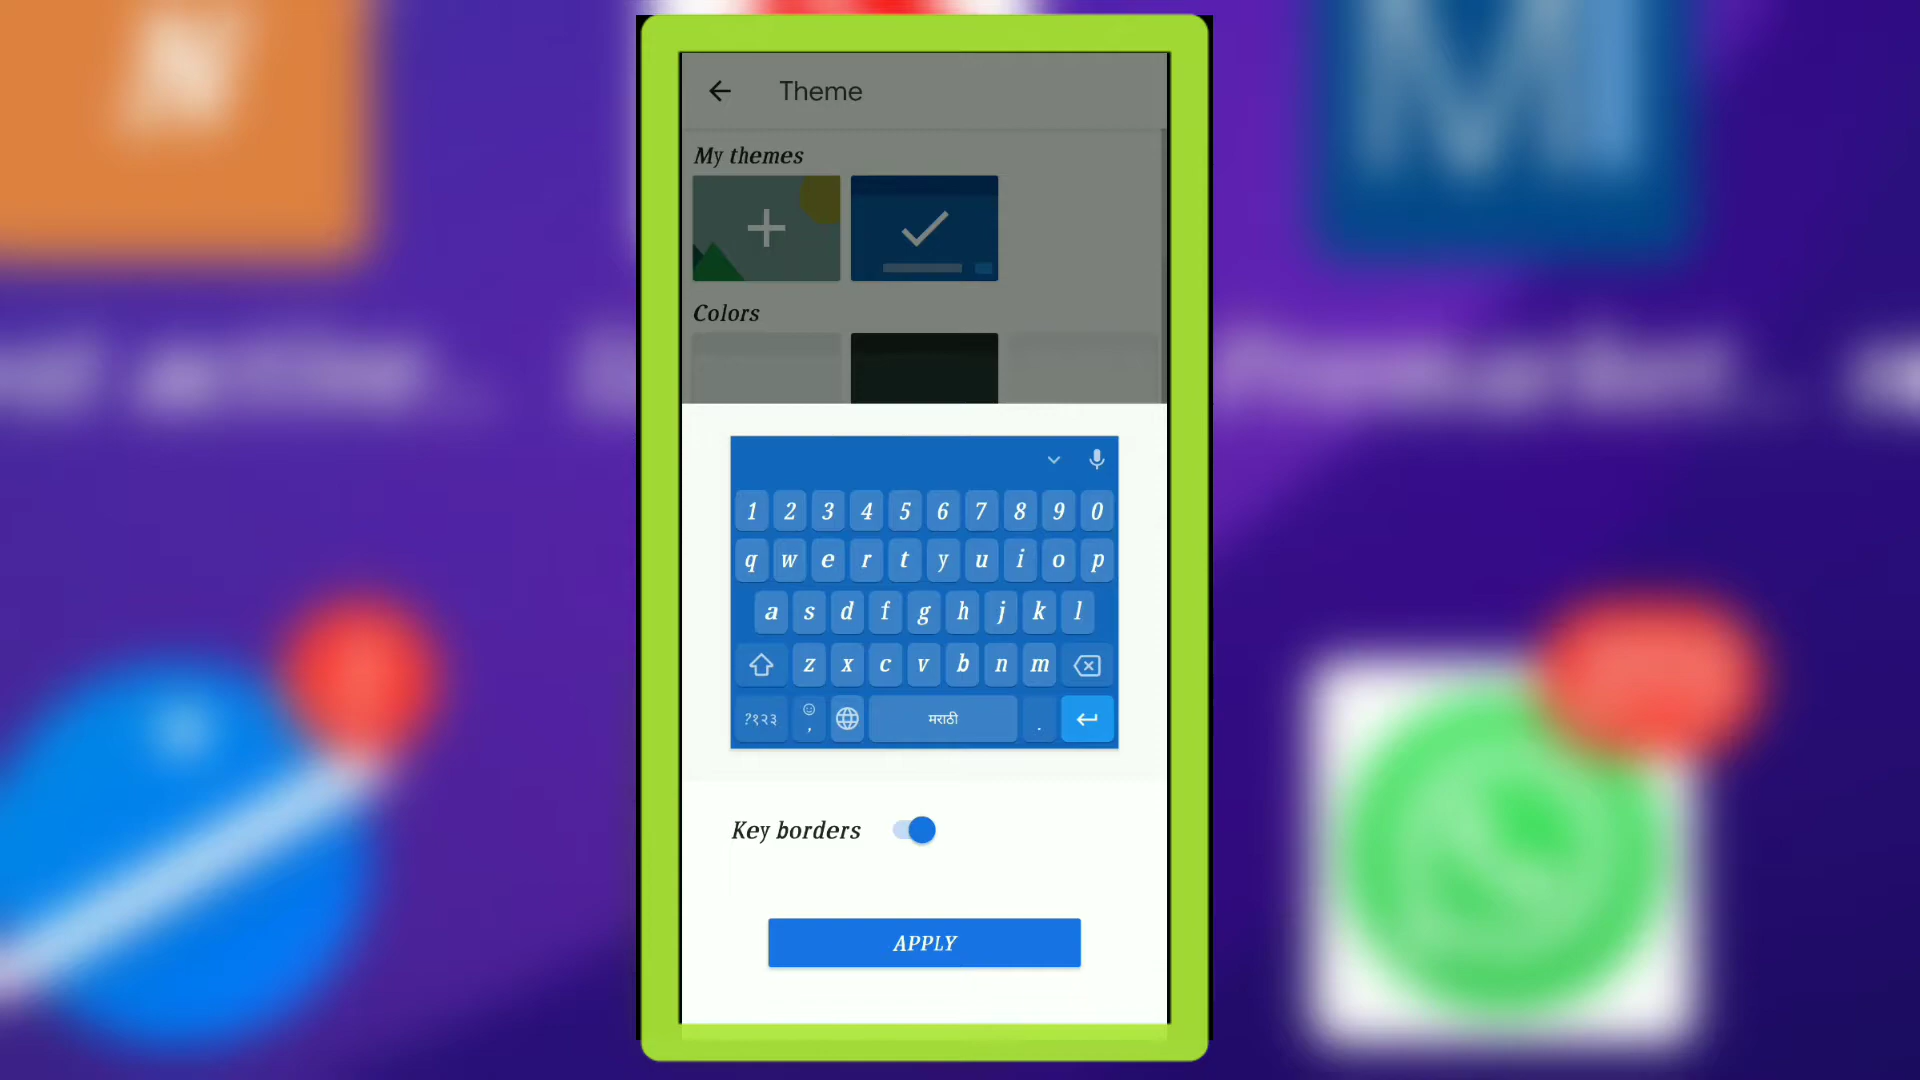 Theme
My themes
Colors
1 2 3 4 5 6 7 8 9 0
q w e r t y u i o p
a s d f g h j k l
z x c v b n m
?१२३ , मराठी .
Key borders
APPLY